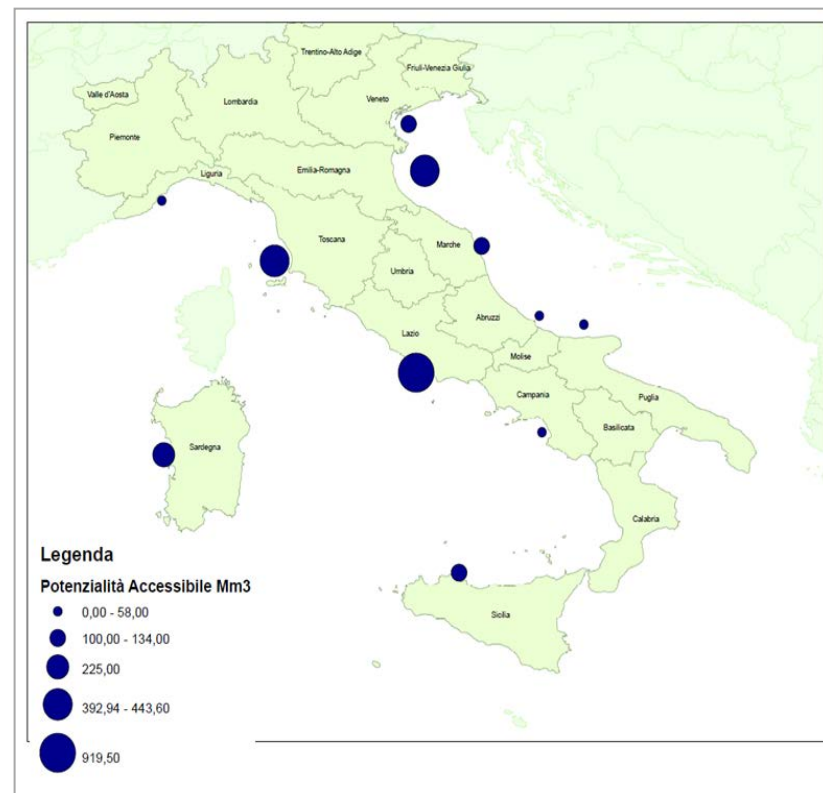 Trentino-Alto Adige
Friuli-Venezia Giulia
Valle d'Aosta
Lombardia
Veneto
Piemonte
Emilia-Romagna
Liguria
Toscana
Marche
Umbria
Abruzzi
Lazio
Molise
Campania
Puglia
Basilicata
Sardegna
Calabria
Sicilia
Legenda
Potenzialità Accessibile Mm3
0,00 - 58,00
100,00 - 134,00
225,00
392,94 - 443,60
919,50